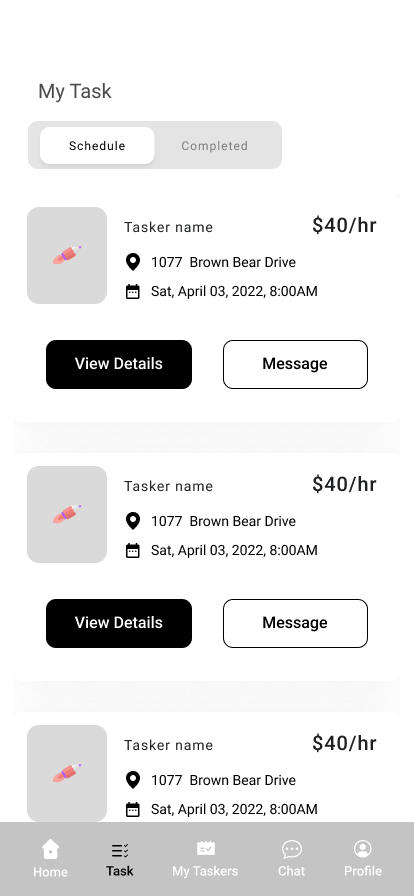 My Task
Schedule Completed
Tasker name $40/hr
1077 Brown Bear Drive
Sat, April 03, 2022, 8:00AM
View Details Message
Tasker name $40/hr
1077 Brown Bear Drive
Sat, April 03, 2022, 8:00AM
View Details Message
Tasker name $40/hr
1077 Brown Bear Drive
Sat, April 03, 2022, 8:00AM
Home Task My Taskers Chat Profile